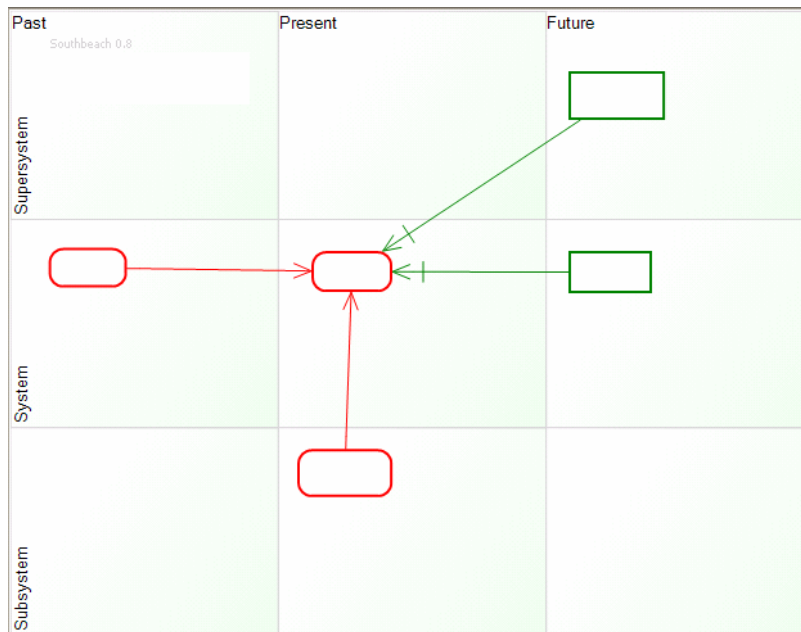 Past
Present
Future
Southbeach 0.8
Supersystem
System
Subsystem